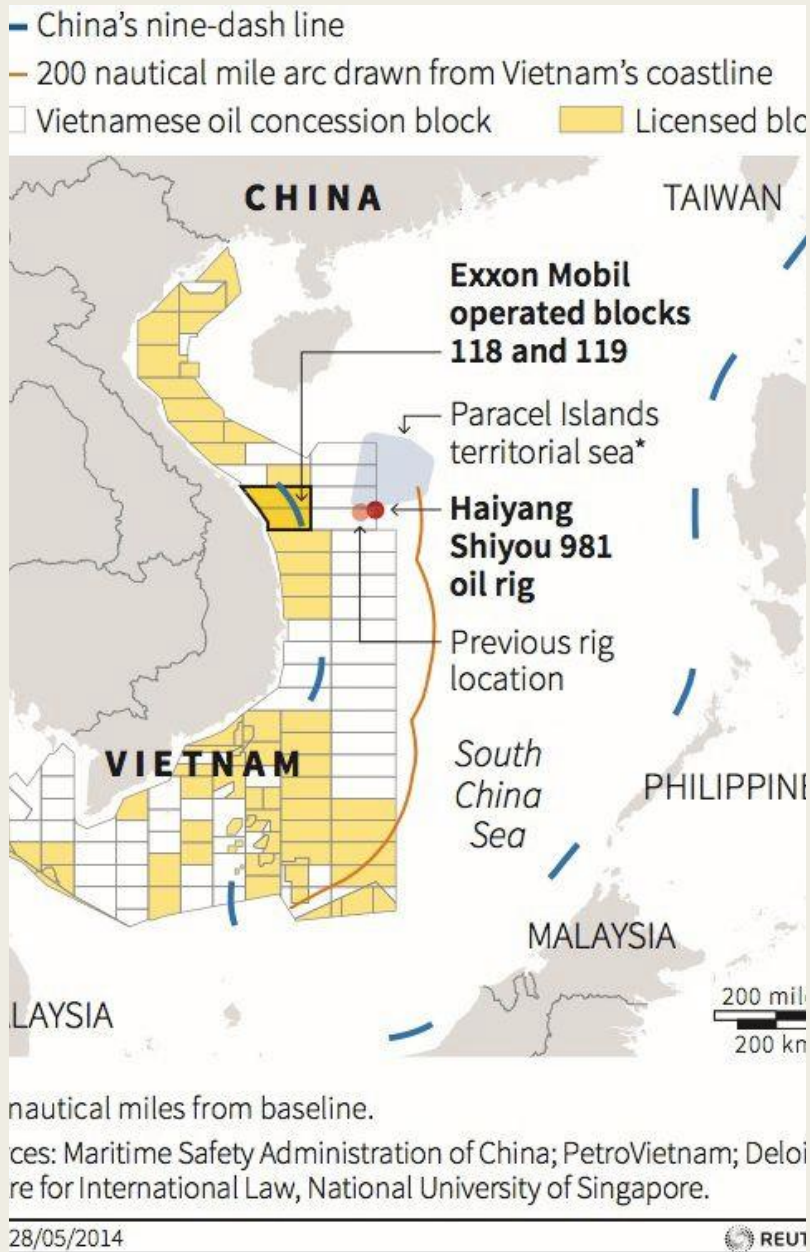 China's nine-dash line
200 nautical mile arc drawn from Vietnam's coastline
Vietnamese oil concession block
Licensed blo
CHINA
TAIWAN
Exxon Mobil
operated blocks
118 and 119
Paracel Islands
territorial sea*
Haiyang
Shiyou 981
oil rig
Previous rig
location
VIETNAM
South
China
Sea
PHILIPPINE
MALAYSIA
LAYSIA
200 mil
200 km
nautical miles from baseline.
ces: Maritime Safety Administration of China; PetroVietnam; Deloi
re for International Law, National University of Singapore.
28/05/2014
REUT